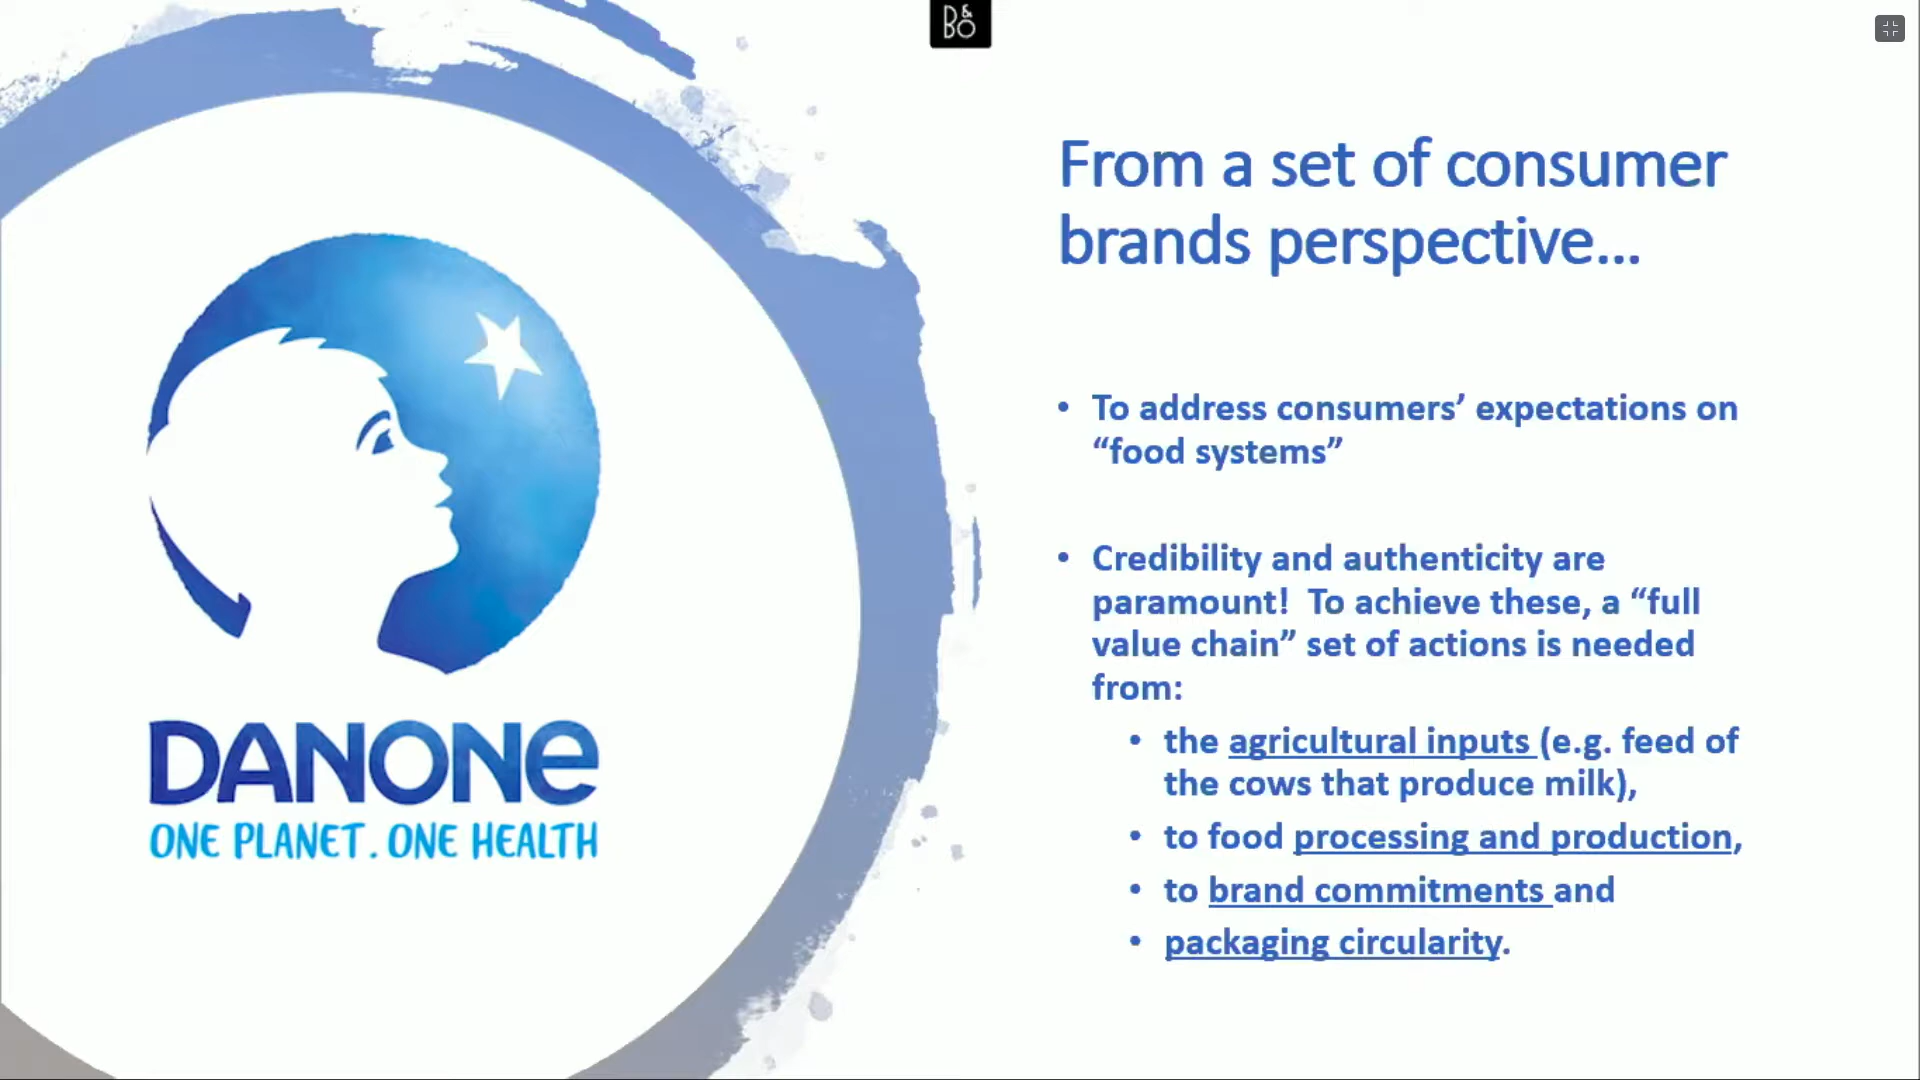 B&O
From a set of consumer
brands perspective...
• To address consumers’ expectations on
“food systems”
• Credibility and authenticity are
paramount!  To achieve these, a “full
value chain” set of actions is needed
from:
• the agricultural inputs (e.g. feed of
the cows that produce milk),
• to food processing and production,
• to brand commitments and
• packaging circularity.
DANONE
ONE PLANET. ONE HEALTH